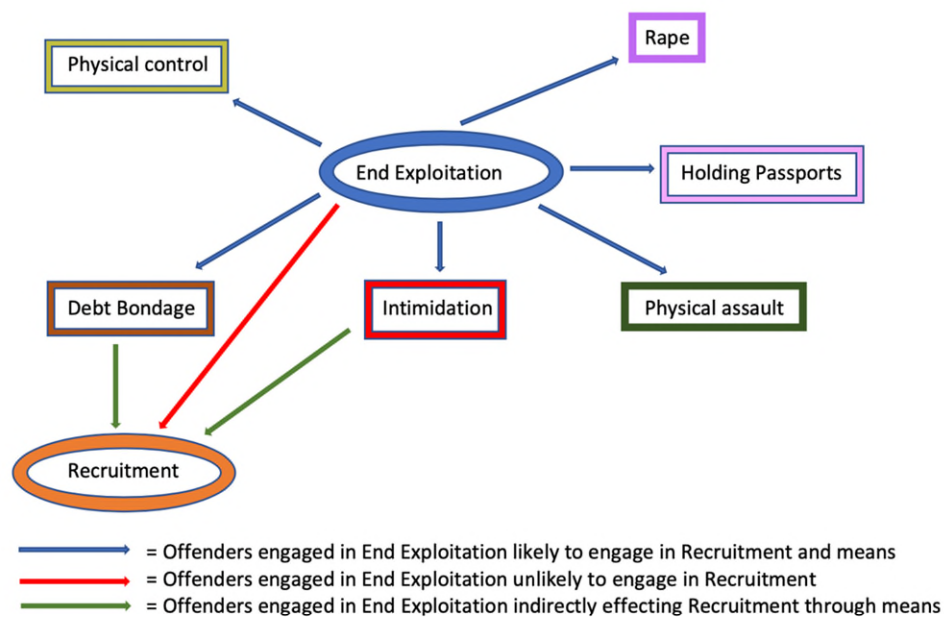 Rape
Physical control
End Exploitation
Holding Passports
Debt Bondage
Intimidation
Physical assault
Recruitment
= Offenders engaged in End Exploitation likely to engage in Recruitment and means
= Offenders engaged in End Exploitation unlikely to engage in Recruitment
= Offenders engaged in End Exploitation indirectly effecting Recruitment through means